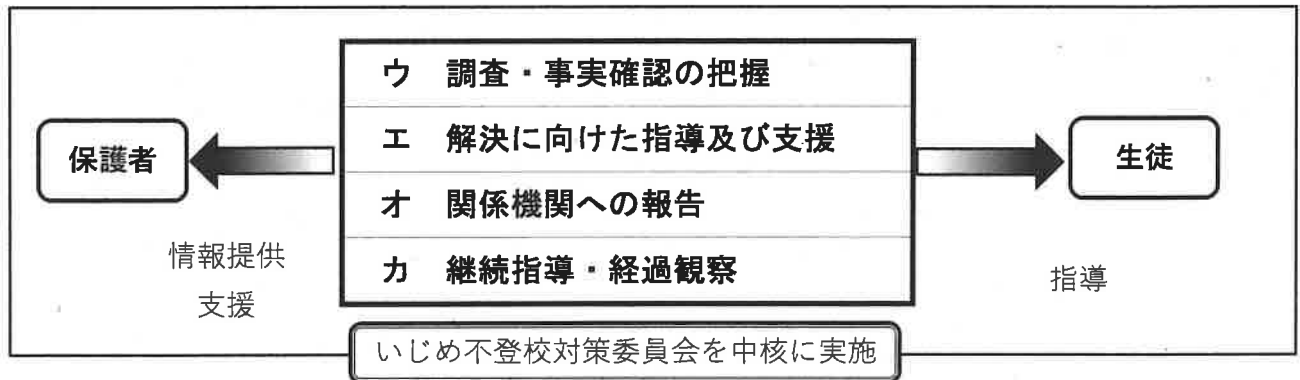 ウ 調査・事実確認の把握
エ 解決に向けた指導及び支援
オ 関係機関への報告
カ 継続指導・経過観察
保護者
情報提供
支援
生徒
指導
いじめ不登校対策委員会を中核に実施